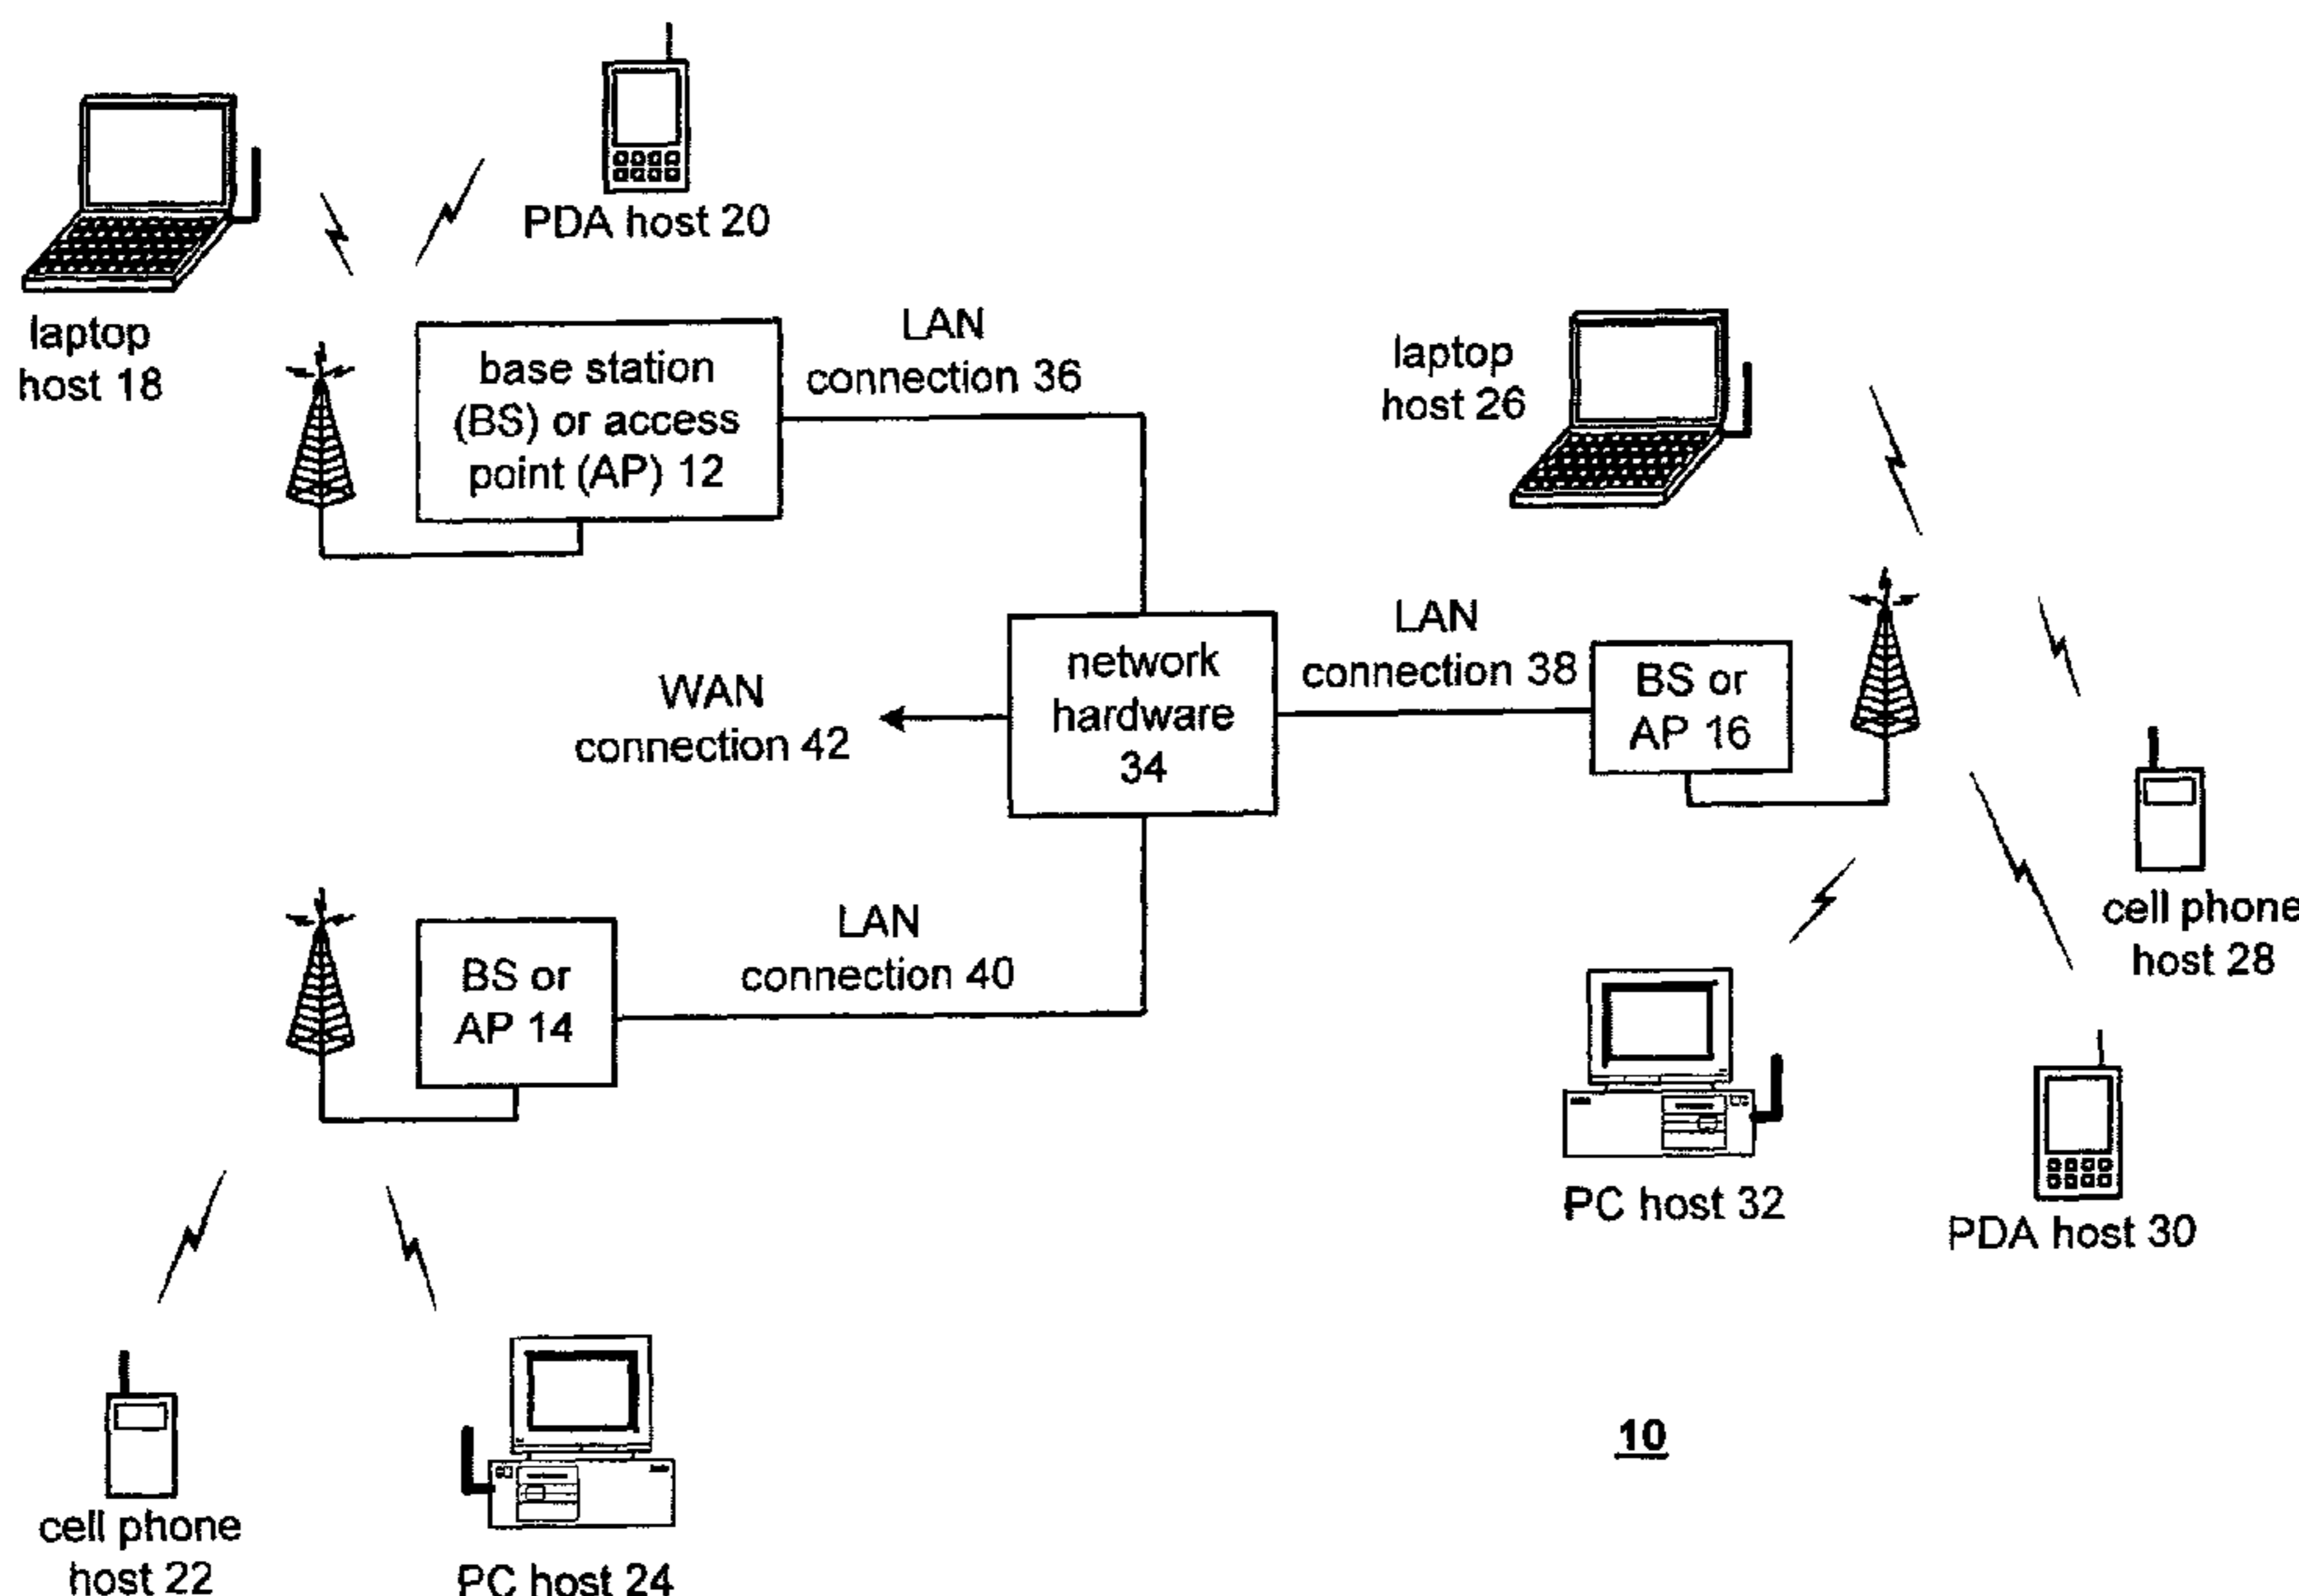 PDA host 20
laptop
host 18
base station
(BS) or access
point (AP) 12
LAN
connection 36
laptop
host 26
network
hardware
34
LAN
connection 38
BS or
AP 16
WAN
connection 42
cell phone
host 28
BS or
AP 14
LAN
connection 40
PC host 32
PDA host 30
10
cell phone
host 22
PC host 24